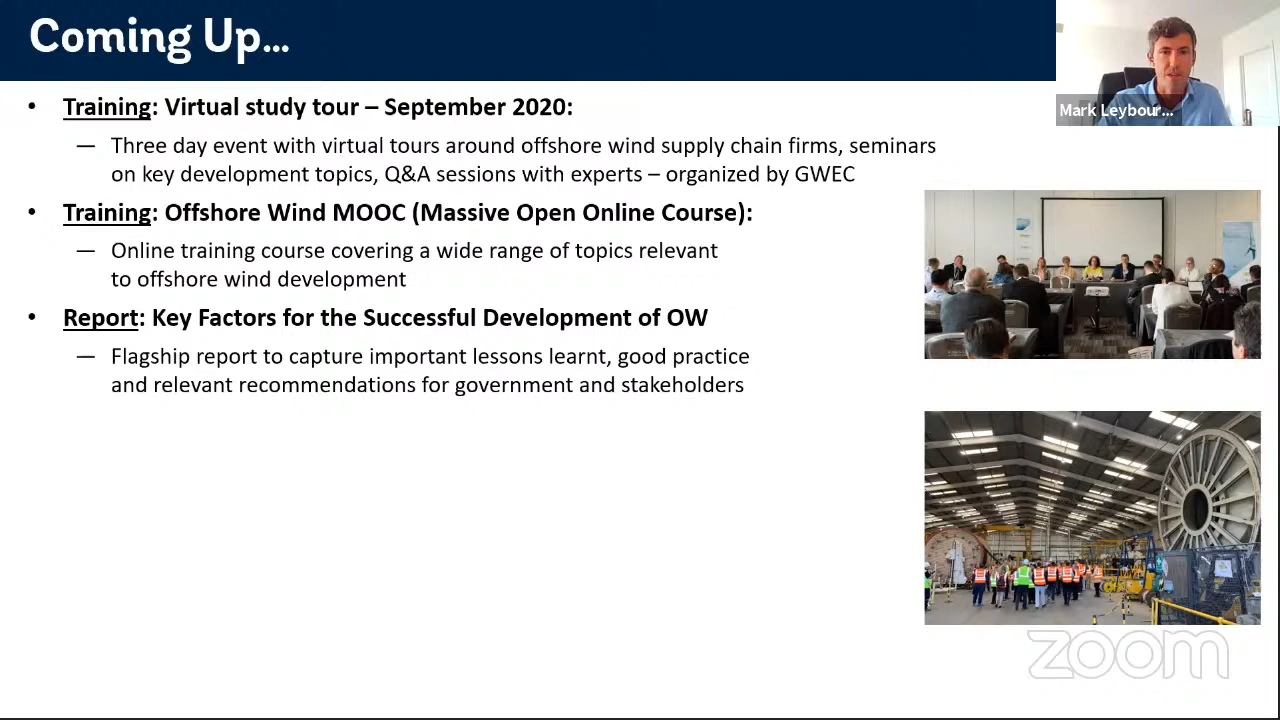 Coming Up...
Mark Leybour...
• Training: Virtual study tour – September 2020:
— Three day event with virtual tours around offshore wind supply chain firms, seminars
on key development topics, Q&A sessions with experts – organized by GWEC
• Training: Offshore Wind MOOC (Massive Open Online Course):
— Online training course covering a wide range of topics relevant
to offshore wind development
• Report: Key Factors for the Successful Development of OW
— Flagship report to capture important lessons learnt, good practice
and relevant recommendations for government and stakeholders
zoom